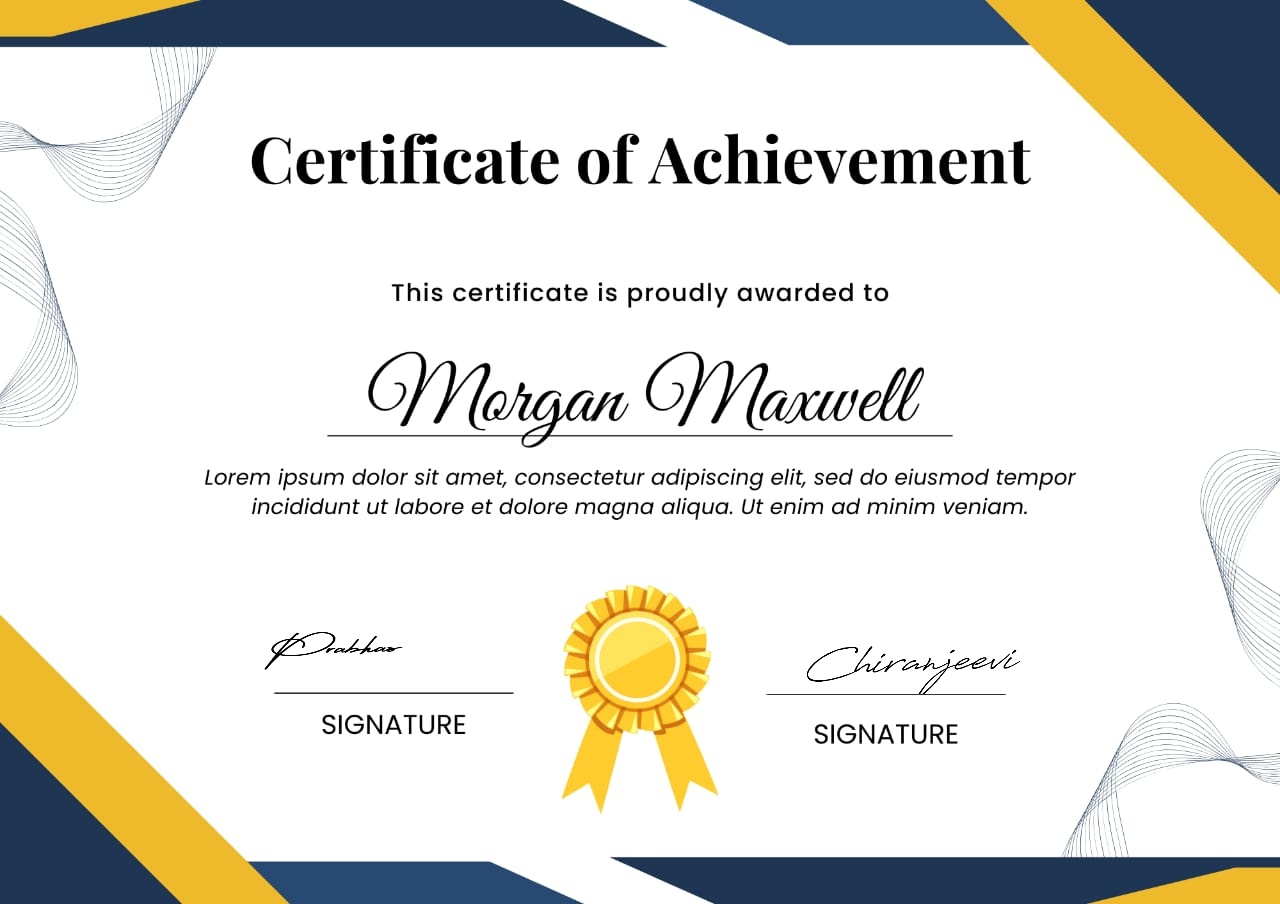 Certificate of Achievement
This certificate is proudly awarded to
Morgan Maxwell
Lorem ipsum dolor sit amet, consectetur adipiscing elit, sed do eiusmod tempor
incididunt ut labore et dolore magna aliqua. Ut enim ad minim veniam.
Prabhas Chiranjeevi
SIGNATURE SIGNATURE